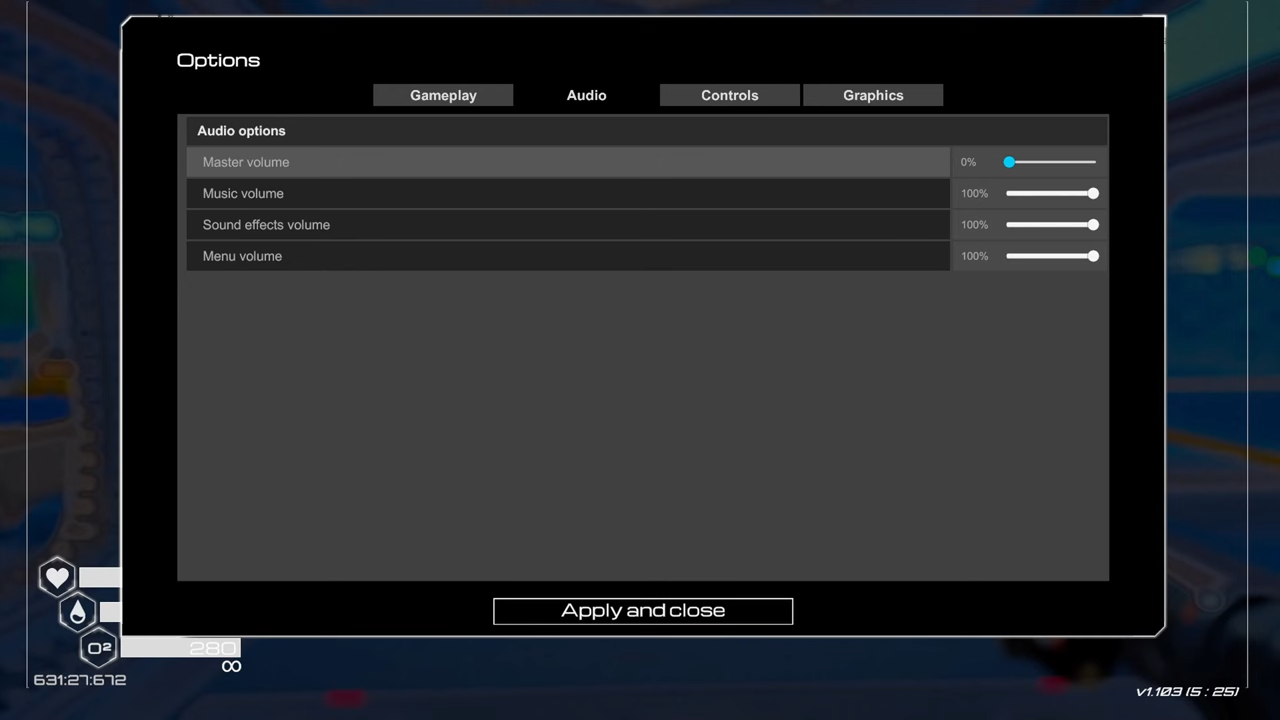 Options
Gameplay Audio Controls Graphics
Audio options
Master volume 0%
Music volume 100%
Sound effects volume 100%
Menu volume 100%
Apply and close
O2 280
∞
631:27:672
v1.103 (5 : 25)